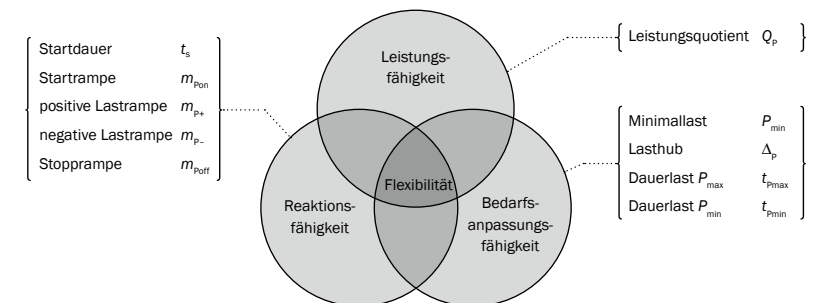 Startdauer tₛ
Startrampe m_Pon
positive Lastrampe m_P+
negative Lastrampe m_P–
Stopprampe m_Poff
Leistungs-
fähigkeit
Leistungsquotient Q_P
Minimallast P_min
Lasthub Δ_P
Dauerlast P_max t_Pmax
Dauerlast P_min t_Pmin
Flexibilität
Reaktions-
fähigkeit
Bedarfs-
anpassungs-
fähigkeit